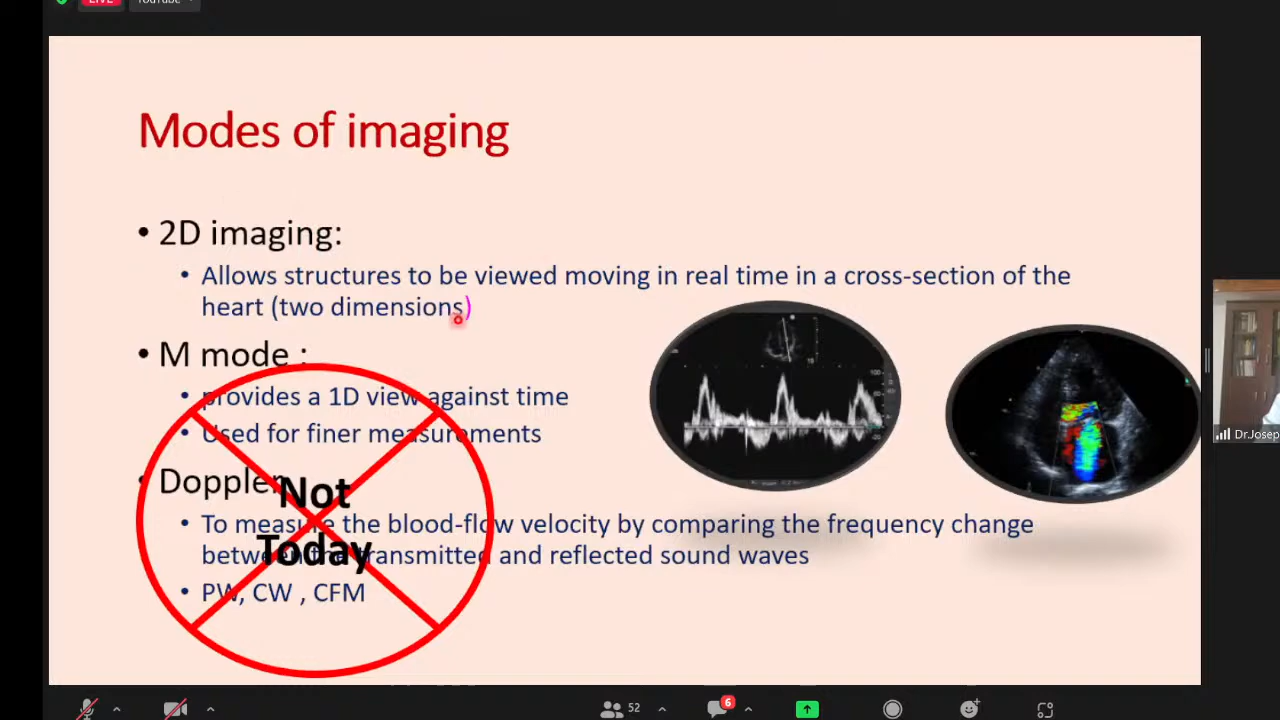 LIVE
YouTube
Modes of imaging
• 2D imaging:
• Allows structures to be viewed moving in real time in a cross-section of the
heart (two dimensions)
• M mode :
• provides a 1D view against time
• Used for finer measurements
• Doppler
Not
Today
• To measure the blood-flow velocity by comparing the frequency change
between the transmitted and reflected sound waves
• PW, CW , CFM
Dr.Josep
52
6